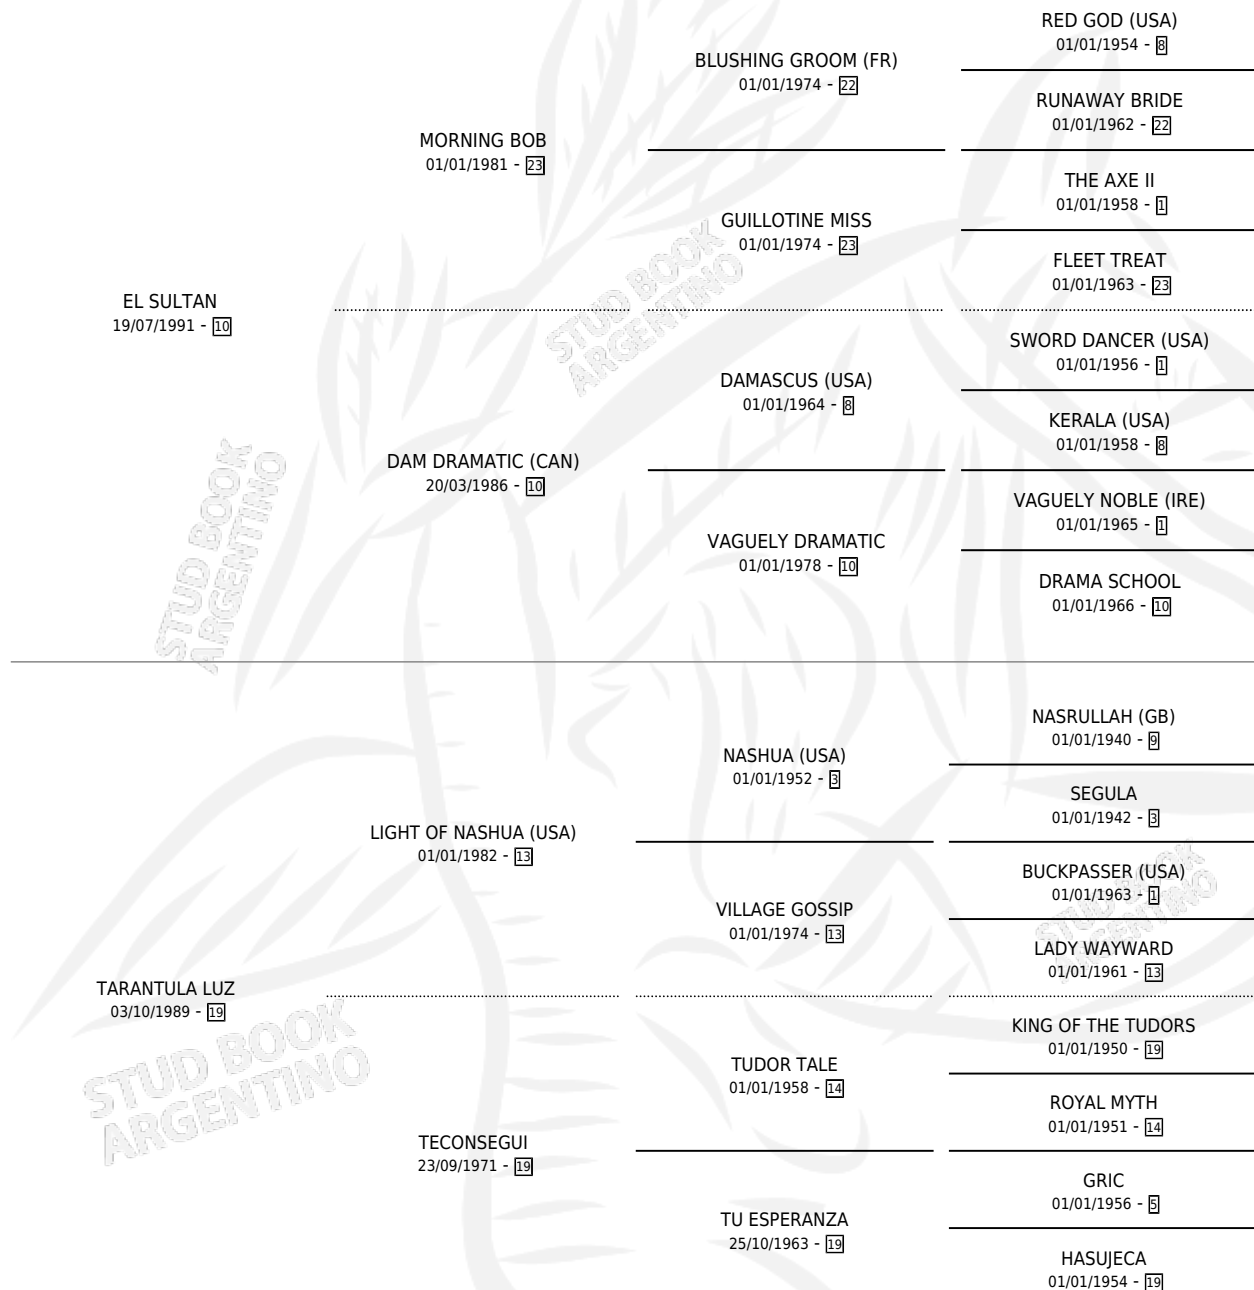 EL SULTAN
19/07/1991 - 10
MORNING BOB
01/01/1981 - 23
BLUSHING GROOM (FR)
01/01/1974 - 22
RED GOD (USA)
01/01/1954 - 8
RUNAWAY BRIDE
01/01/1962 - 22
GUILLOTINE MISS
01/01/1974 - 23
THE AXE II
01/01/1958 - 1
FLEET TREAT
01/01/1963 - 23
DAM DRAMATIC (CAN)
20/03/1986 - 10
DAMASCUS (USA)
01/01/1964 - 8
SWORD DANCER (USA)
01/01/1956 - 1
KERALA (USA)
01/01/1958 - 8
VAGUELY DRAMATIC
01/01/1978 - 10
VAGUELY NOBLE (IRE)
01/01/1965 - 1
DRAMA SCHOOL
01/01/1966 - 10
TARANTULA LUZ
03/10/1989 - 19
LIGHT OF NASHUA (USA)
01/01/1982 - 13
NASHUA (USA)
01/01/1952 - 3
NASRULLAH (GB)
01/01/1940 - 9
SEGULA
01/01/1942 - 3
VILLAGE GOSSIP
01/01/1974 - 13
BUCKPASSER (USA)
01/01/1963 - 1
LADY WAYWARD
01/01/1961 - 13
TECONSEGUI
23/09/1971 - 19
TUDOR TALE
01/01/1958 - 14
KING OF THE TUDORS
01/01/1950 - 19
ROYAL MYTH
01/01/1951 - 14
TU ESPERANZA
25/10/1963 - 19
GRIC
01/01/1956 - 5
HASUJECA
01/01/1954 - 19
STUD BOOK
ARGENTINO
STUD BOOK
ARGENTINO
STUD BOOK
ARGENTINO
STUD BOOK
ARGENTINO